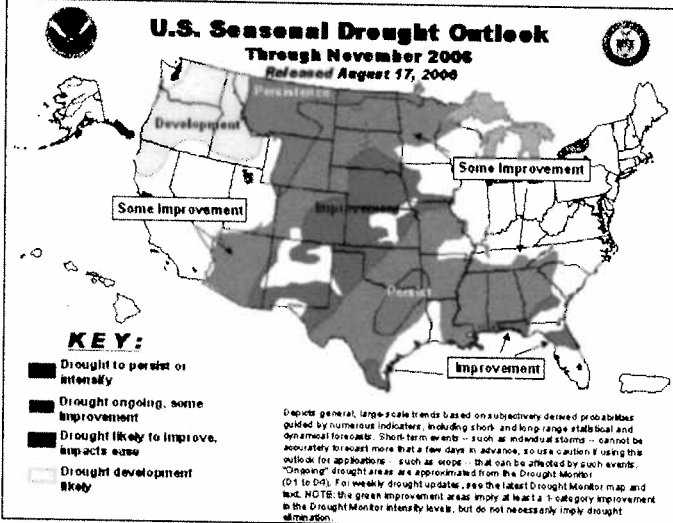 U.S. Seasonal Drought Outlook
Through November 2006
Released August 17, 2006
Persistence
Development
Some Improvement
Some Improvement
Improvement
Persist
Improvement
KEY:
Drought to persist or
intensify
Drought ongoing, some
improvement
Drought likely to improve,
impacts ease
Drought development
likely
Depicts general, large-scale trends based on subjectively derived probabilities
guided by numerous indicators, including short- and long-range statistical and
dynamical forecasts. Short-term events -- such as individual storms -- cannot be
accurately forecast more that a few days in advance, so use caution if using this
outlook for applications -- such as crops -- that can be affected by such events.
"Ongoing" drought areas are approximated from the Drought Monitor
(D1 to D4). For weekly drought updates, see the latest Drought Monitor map and
text. NOTE: the green improvement areas imply at least a 1-category improvement
in the Drought Monitor intensity levels, but do not necessarily imply drought
elimination.